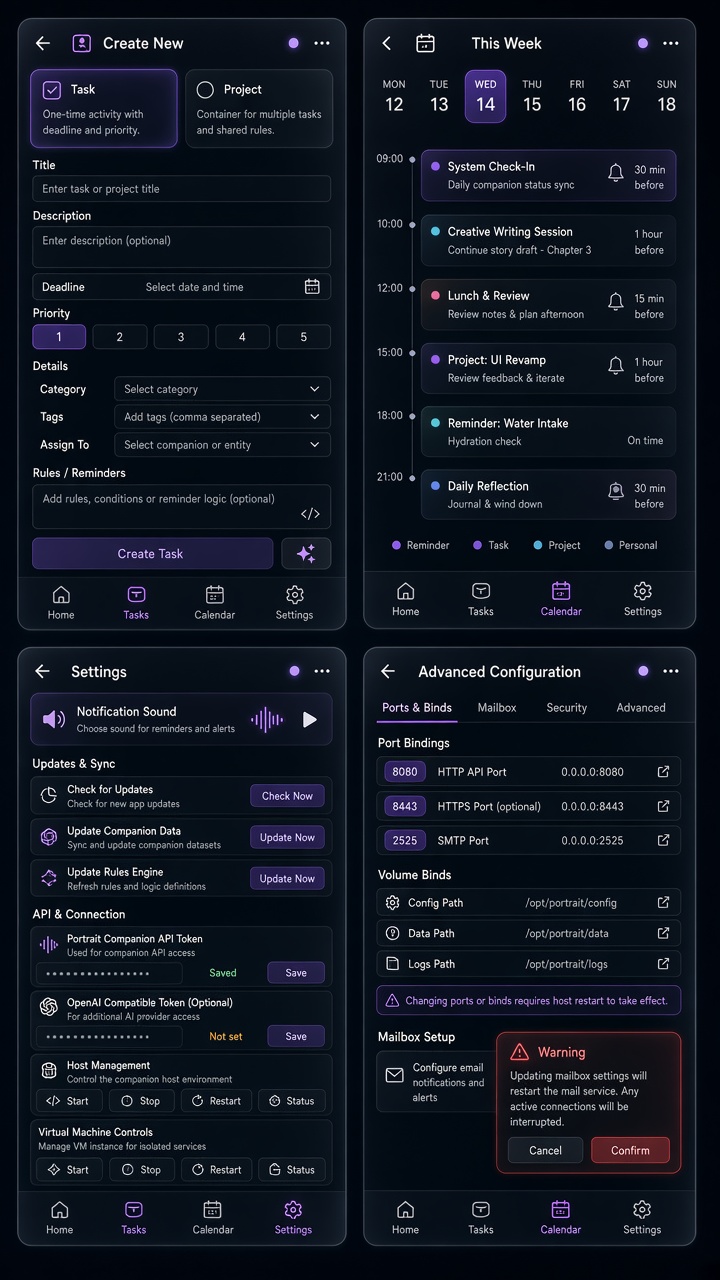 Create New
Task
One-time activity with
deadline and priority.
Project
Container for multiple tasks
and shared rules.
Title
Enter task or project title
Description
Enter description (optional)
Deadline Select date and time
Priority
1 2 3 4 5
Details
Category Select category
Tags Add tags (comma separated)
Assign To Select companion or entity
Rules / Reminders
Add rules, conditions or reminder logic (optional)
</>
Create Task
Home Tasks Calendar Settings
This Week
MON TUE WED THU FRI SAT SUN
12 13 14 15 16 17 18
09:00
System Check-In
Daily companion status sync
30 min
before
10:00
Creative Writing Session
Continue story draft - Chapter 3
1 hour
before
12:00
Lunch & Review
Review notes & plan afternoon
15 min
before
15:00
Project: UI Revamp
Review feedback & iterate
1 hour
before
18:00
Reminder: Water Intake
Hydration check
On time
21:00
Daily Reflection
Journal & wind down
30 min
before
Reminder Task Project Personal
Home Tasks Calendar Settings
Settings
Notification Sound
Choose sound for reminders and alerts
Updates & Sync
Check for Updates
Check for new app updates
Check Now
Update Companion Data
Sync and update companion datasets
Update Now
Update Rules Engine
Refresh rules and logic definitions
Update Now
API & Connection
Portrait Companion API Token
Used for companion API access
•••••••••••••••• Saved Save
OpenAI Compatible Token (Optional)
For additional AI provider access
•••••••••••••••• Not set Save
Host Management
Control the companion host environment
</> Start Stop Restart Status
Virtual Machine Controls
Manage VM instance for isolated services
Start Stop Restart Status
Home Tasks Calendar Settings
Advanced Configuration
Ports & Binds Mailbox Security Advanced
Port Bindings
8080 HTTP API Port 0.0.0.0:8080
8443 HTTPS Port (optional) 0.0.0.0:8443
2525 SMTP Port 0.0.0.0:2525
Volume Binds
Config Path /opt/portrait/config
Data Path /opt/portrait/data
Logs Path /opt/portrait/logs
Changing ports or binds requires host restart to take effect.
Mailbox Setup
Configure email
notifications and
alerts
Warning
Updating mailbox settings will
restart the mail service. Any
active connections will be
interrupted.
Cancel Confirm
Home Tasks Calendar Settings